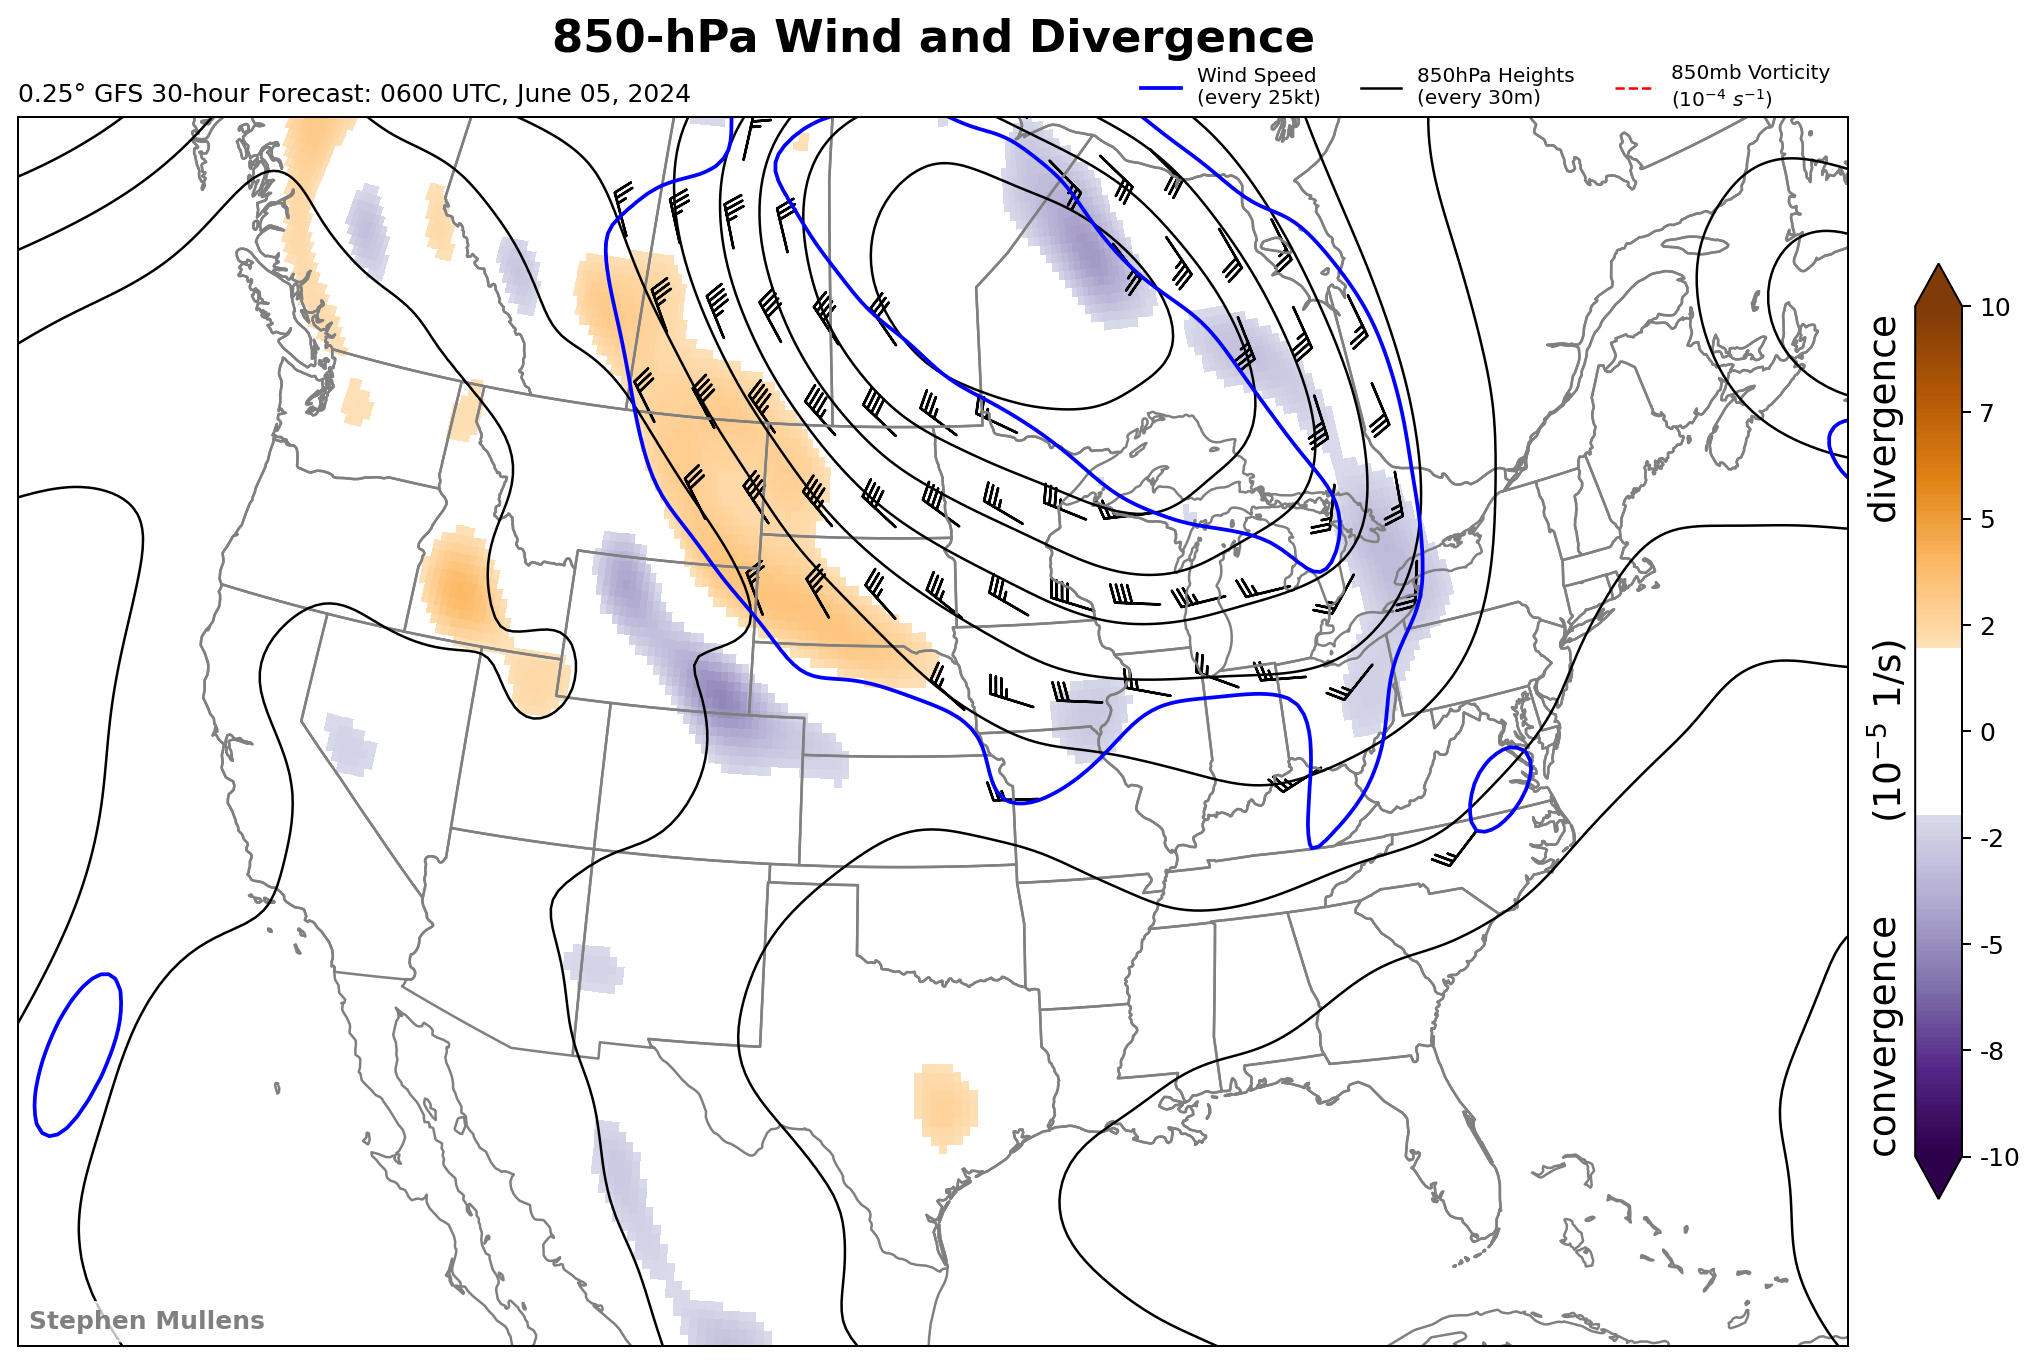 850-hPa Wind and Divergence
0.25° GFS 30-hour Forecast: 0600 UTC, June 05, 2024
Wind Speed
(every 25kt)
850hPa Heights
(every 30m)
850mb Vorticity
(10⁻⁴ s⁻¹)
10
7
5
2
0
-2
-5
-8
-10
convergence (10⁻⁵ 1/s) divergence
Stephen Mullens